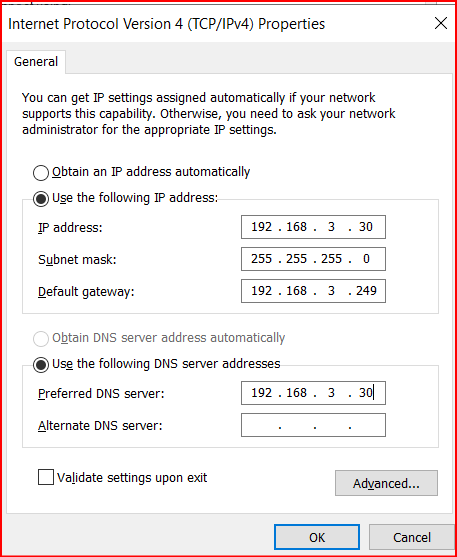 Internet Protocol Version 4 (TCP/IPv4) Properties
General
You can get IP settings assigned automatically if your network
supports this capability. Otherwise, you need to ask your network
administrator for the appropriate IP settings.
Obtain an IP address automatically
Use the following IP address:
IP address: 192 . 168 . 3 . 30
Subnet mask: 255 . 255 . 255 . 0
Default gateway: 192 . 168 . 3 . 249
Obtain DNS server address automatically
Use the following DNS server addresses
Preferred DNS server: 192 . 168 . 3 . 30
Alternate DNS server: . . .
Validate settings upon exit
Advanced...
OK Cancel